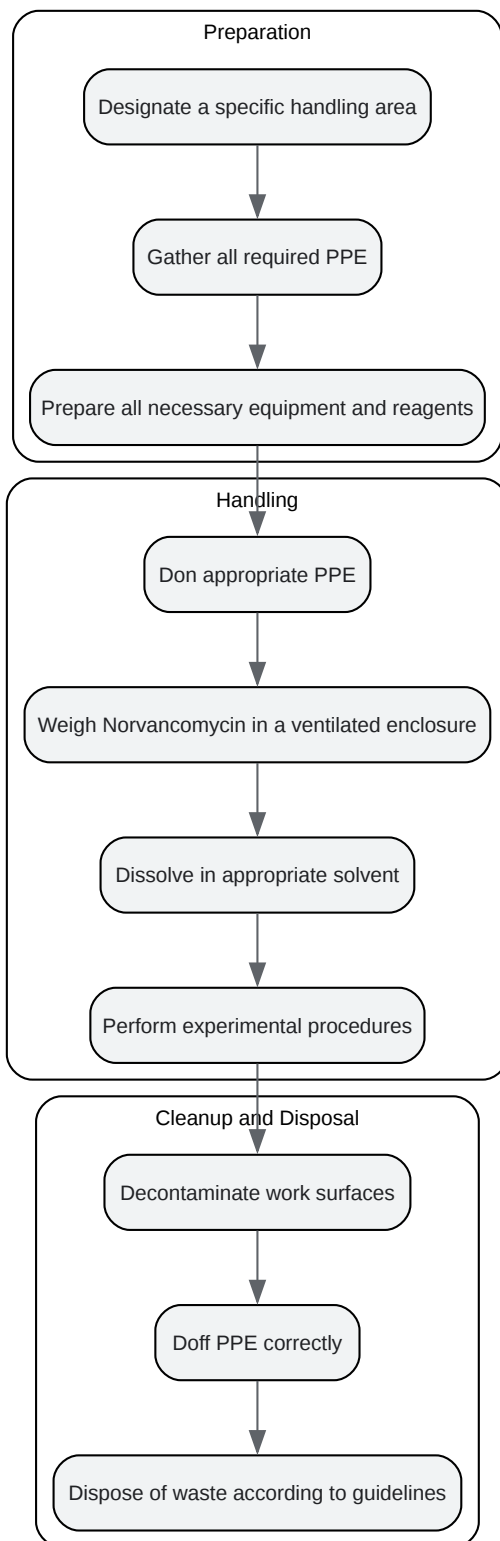 Preparation
Designate a specific handling area
Gather all required PPE
Prepare all necessary equipment and reagents
Handling
Don appropriate PPE
Weigh Norvancomycin in a ventilated enclosure
Dissolve in appropriate solvent
Perform experimental procedures
Cleanup and Disposal
Decontaminate work surfaces
Doff PPE correctly
Dispose of waste according to guidelines